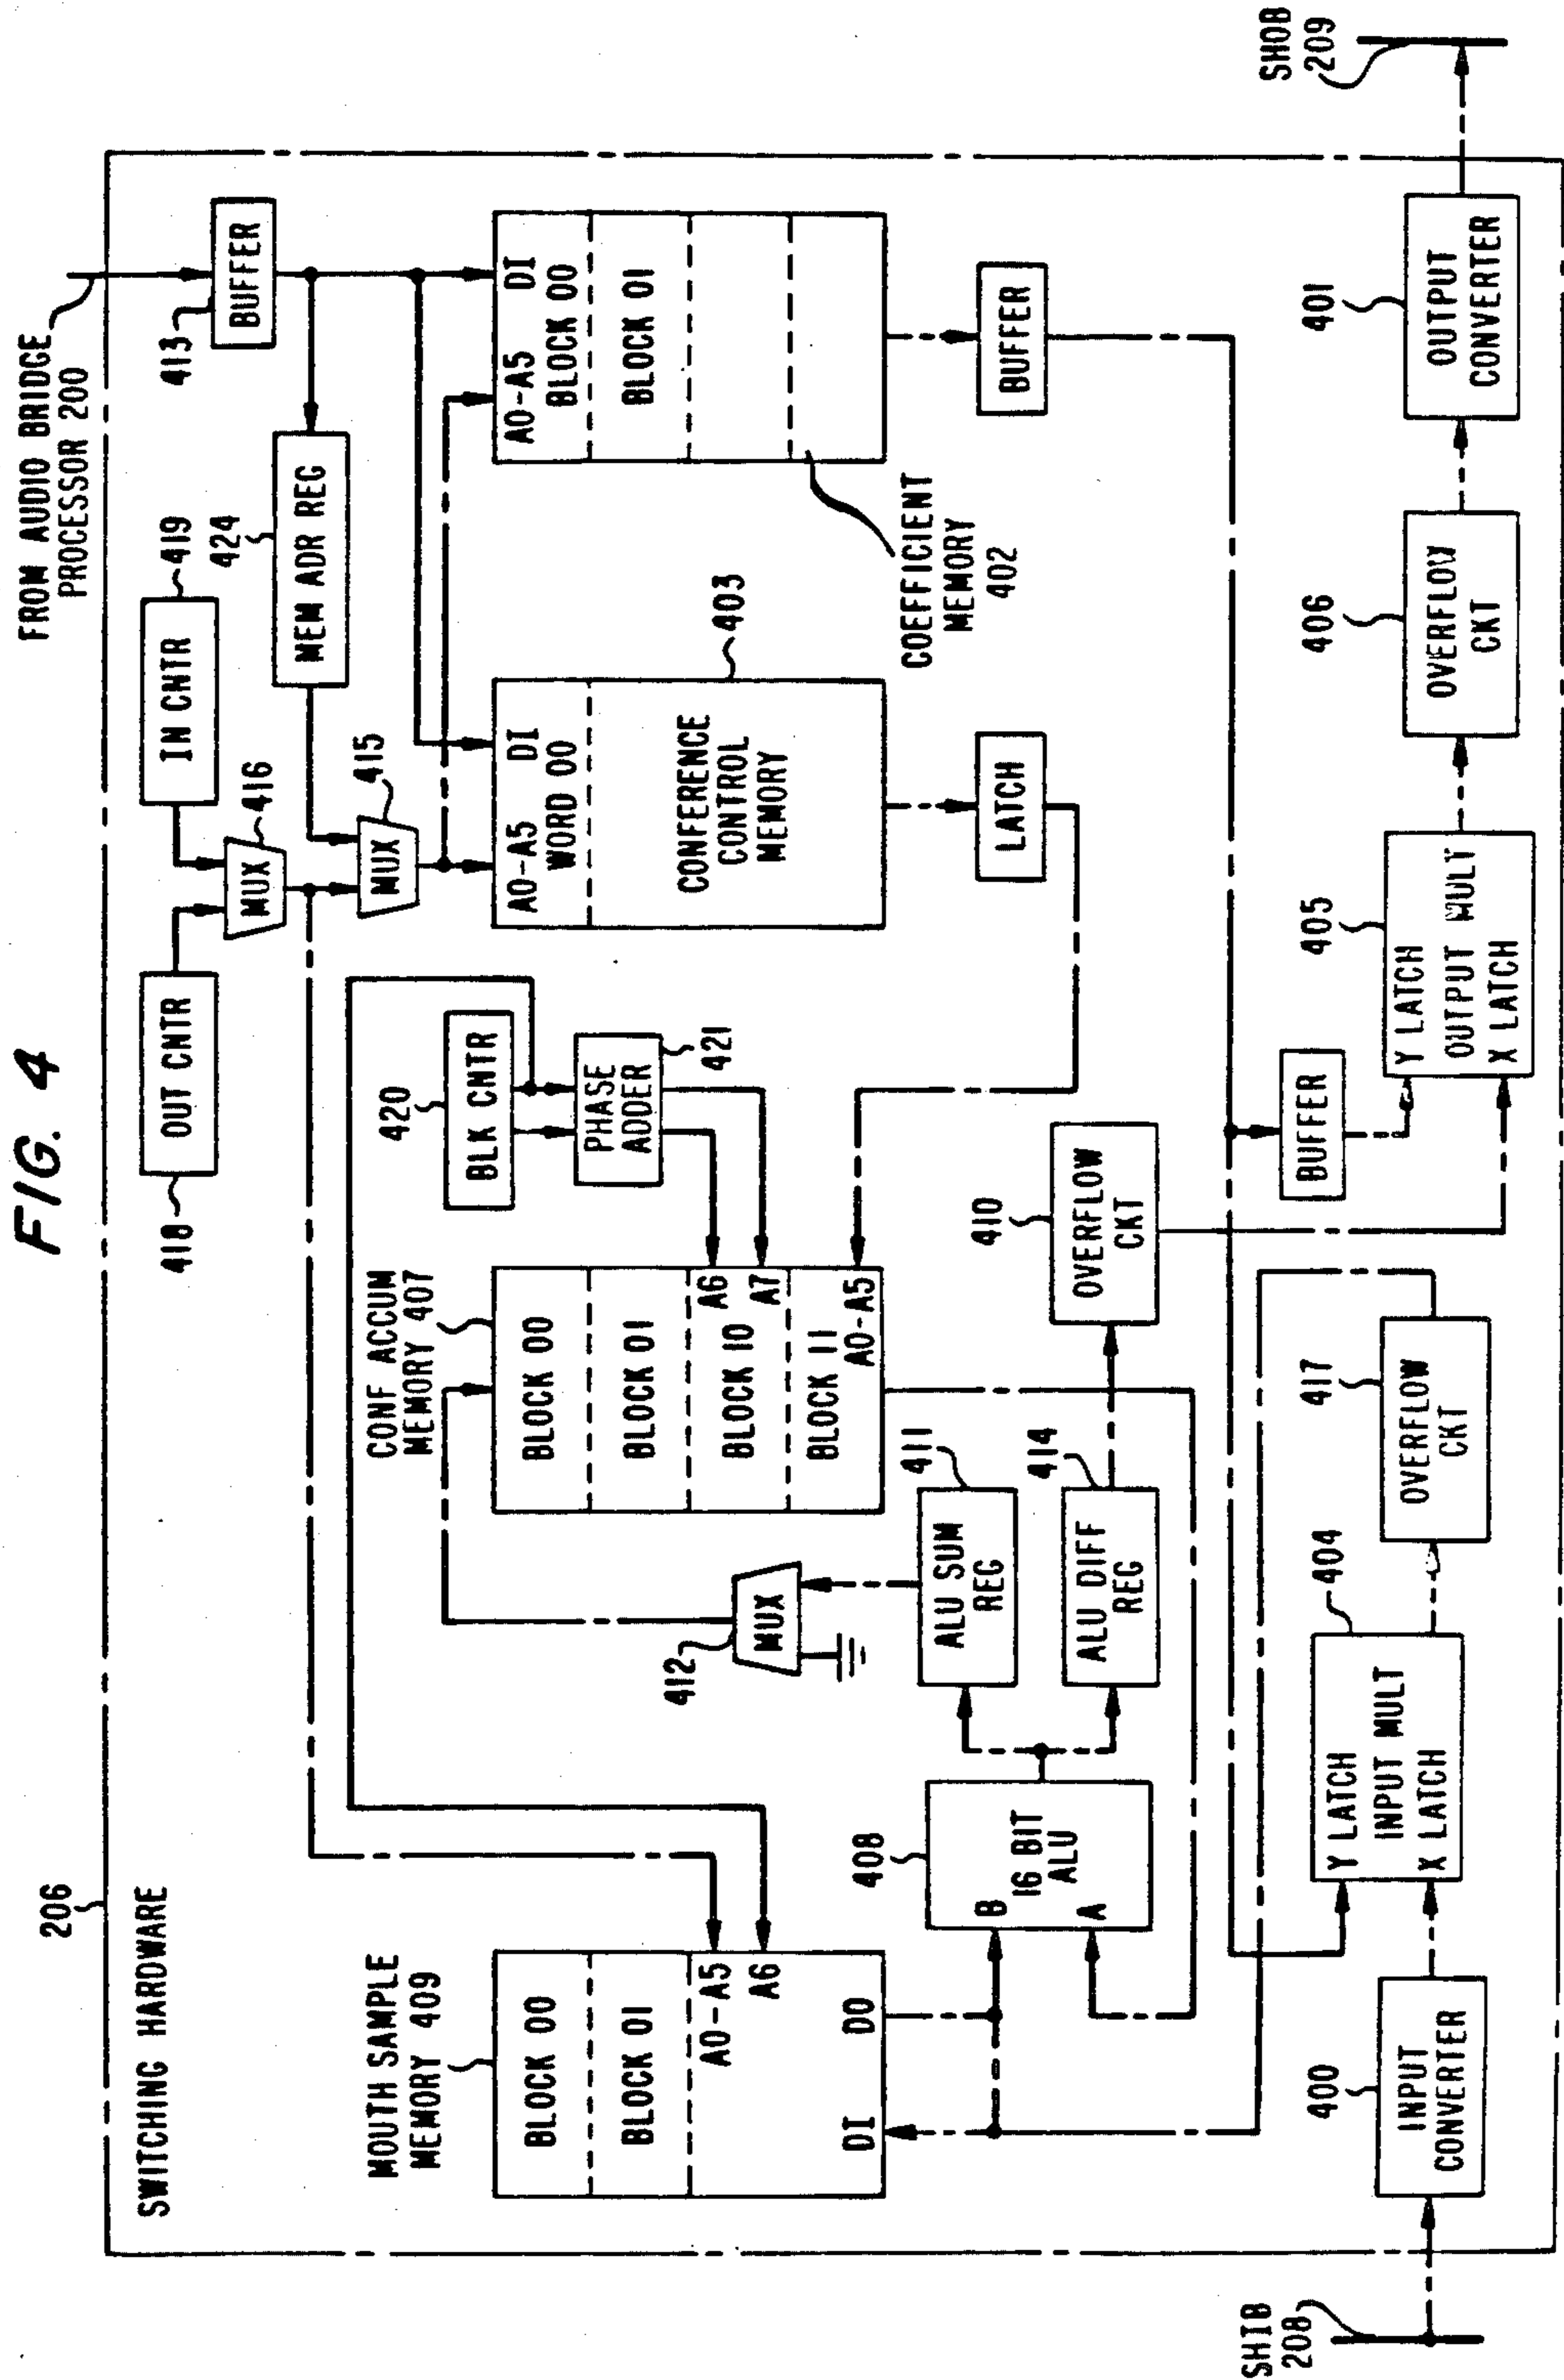 FIG. 4
FROM AUDIO BRIDGE
PROCESSOR 200
206
SWITCHING HARDWARE
418
OUT CNTR
IN CNTR
419
413
BUFFER
MUX
416
424
MEM ADR REG
MUX
415
420
BLK CNTR
PHASE
ADDER
421
MOUTH SAMPLE
MEMORY 409
BLOCK 00
BLOCK 01
A0-A5
A6
DI
DO
CONF ACCUM
MEMORY 407
BLOCK 00
BLOCK 01
BLOCK 10
A6
A7
BLOCK 11
A0-A5
A0-A5
DI
WORD 00
CONFERENCE
CONTROL
MEMORY
403
A0-A5
DI
BLOCK 00
BLOCK 01
COEFFICIENT
MEMORY
402
412
MUX
LATCH
BUFFER
408
B
16 BIT
ALU
A
ALU SUM
REG
411
ALU DIFF
REG
414
410
OVERFLOW
CKT
BUFFER
SHIB
208
400
INPUT
CONVERTER
404
Y LATCH
INPUT MULT
X LATCH
417
OVERFLOW
CKT
405
Y LATCH
OUTPUT MULT
X LATCH
406
OVERFLOW
CKT
401
OUTPUT
CONVERTER
SHOB
209